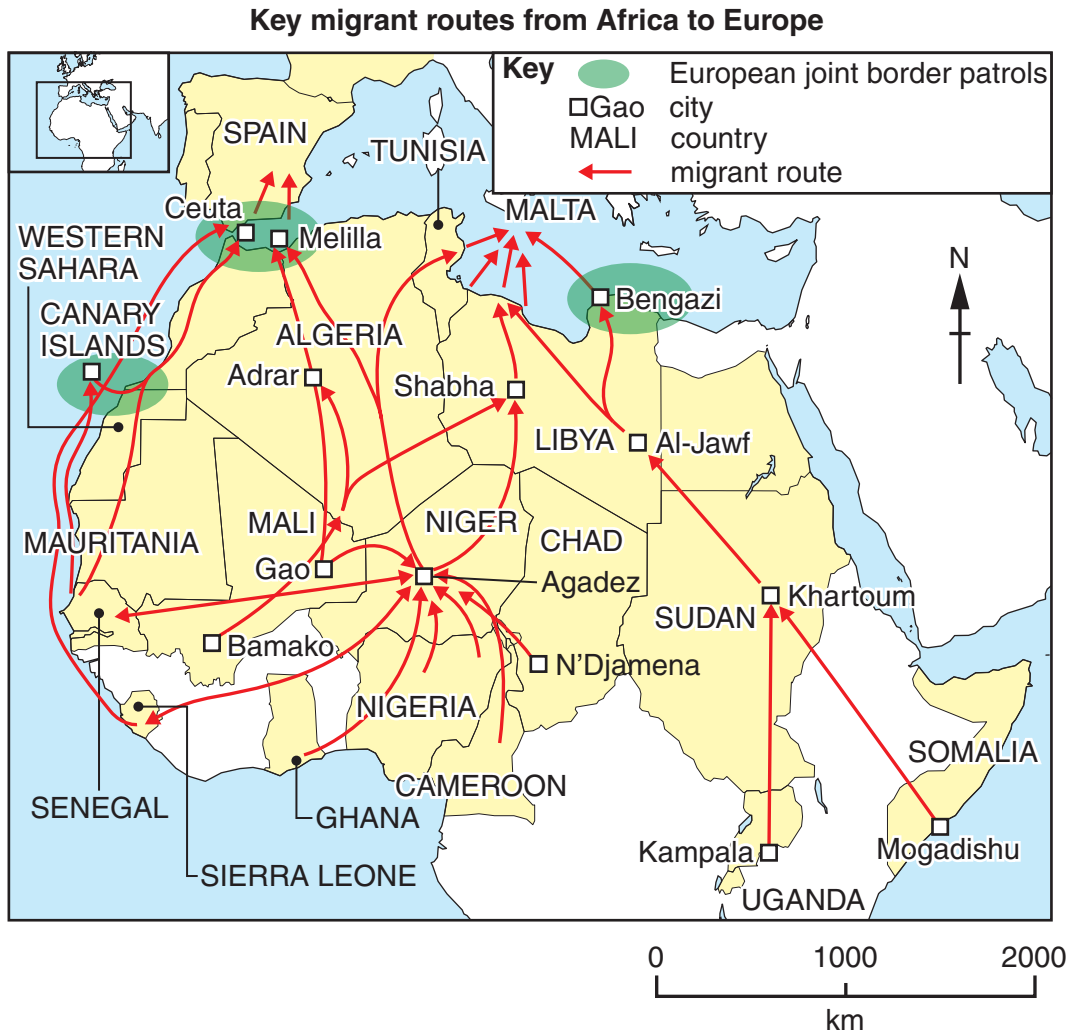 Key migrant routes from Africa to Europe
Key
European joint border patrols
Gao
city
MALI
country
migrant route
SPAIN
TUNISIA
Ceuta
MALTA
WESTERN
SAHARA
Melilla
N
CANARY
ISLANDS
Bengazi
ALGERIA
Adrar
Shabha
LIBYA
Al-Jawf
MALI
NIGER
MAURITANIA
CHAD
Gao
Agadez
Khartoum
SUDAN
Bamako
N'Djamena
NIGERIA
SOMALIA
CAMEROON
SENEGAL
GHANA
Kampala
Mogadishu
SIERRA LEONE
UGANDA
0
1000
2000
km